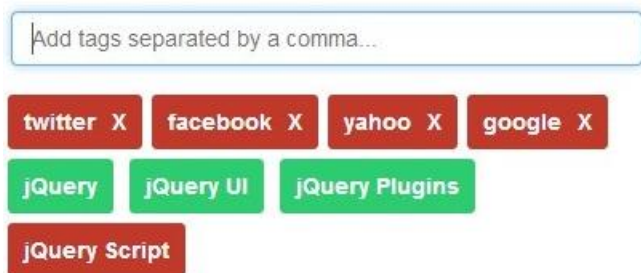 Add tags separated by a comma...
twitter X facebook X yahoo X google X
jQuery jQuery UI jQuery Plugins
jQuery Script